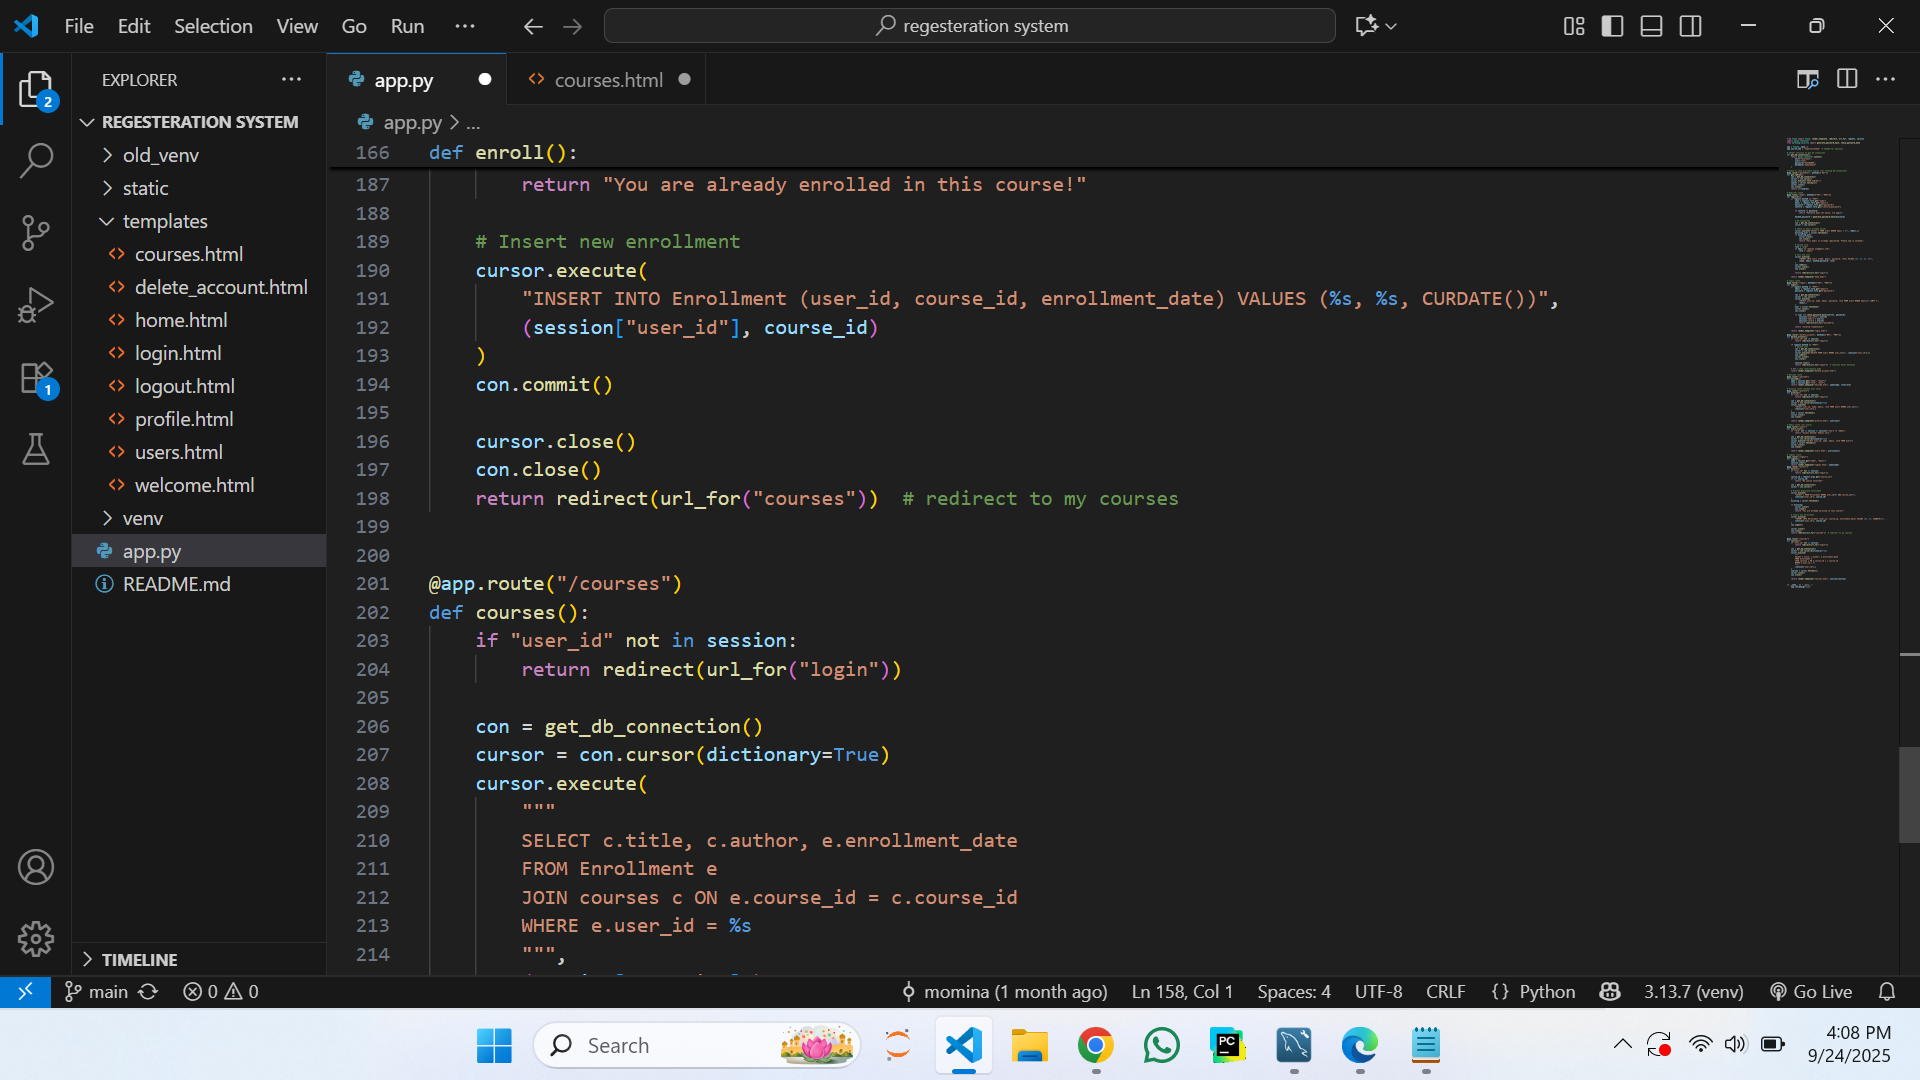 File Edit Selection View Go Run ···
regesteration system
EXPLORER
REGESTERATION SYSTEM
old_venv
static
templates
courses.html
delete_account.html
home.html
login.html
logout.html
profile.html
users.html
welcome.html
venv
app.py
README.md
TIMELINE
2
1
app.py
courses.html
app.py > ...
166 def enroll():
187 return "You are already enrolled in this course!"
188
189 # Insert new enrollment
190 cursor.execute(
191 "INSERT INTO Enrollment (user_id, course_id, enrollment_date) VALUES (%s, %s, CURDATE())",
192 (session["user_id"], course_id)
193 )
194 con.commit()
195
196 cursor.close()
197 con.close()
198 return redirect(url_for("courses")) # redirect to my courses
199
200
201 @app.route("/courses")
202 def courses():
203 if "user_id" not in session:
204 return redirect(url_for("login"))
205
206 con = get_db_connection()
207 cursor = con.cursor(dictionary=True)
208 cursor.execute(
209 """
210 SELECT c.title, c.author, e.enrollment_date
211 FROM Enrollment e
212 JOIN courses c ON e.course_id = c.course_id
213 WHERE e.user_id = %s
214 """,
main 0 0 momina (1 month ago) Ln 158, Col 1 Spaces: 4 UTF-8 CRLF {} Python 3.13.7 (venv) Go Live
Search
PC
4:08 PM
9/24/2025